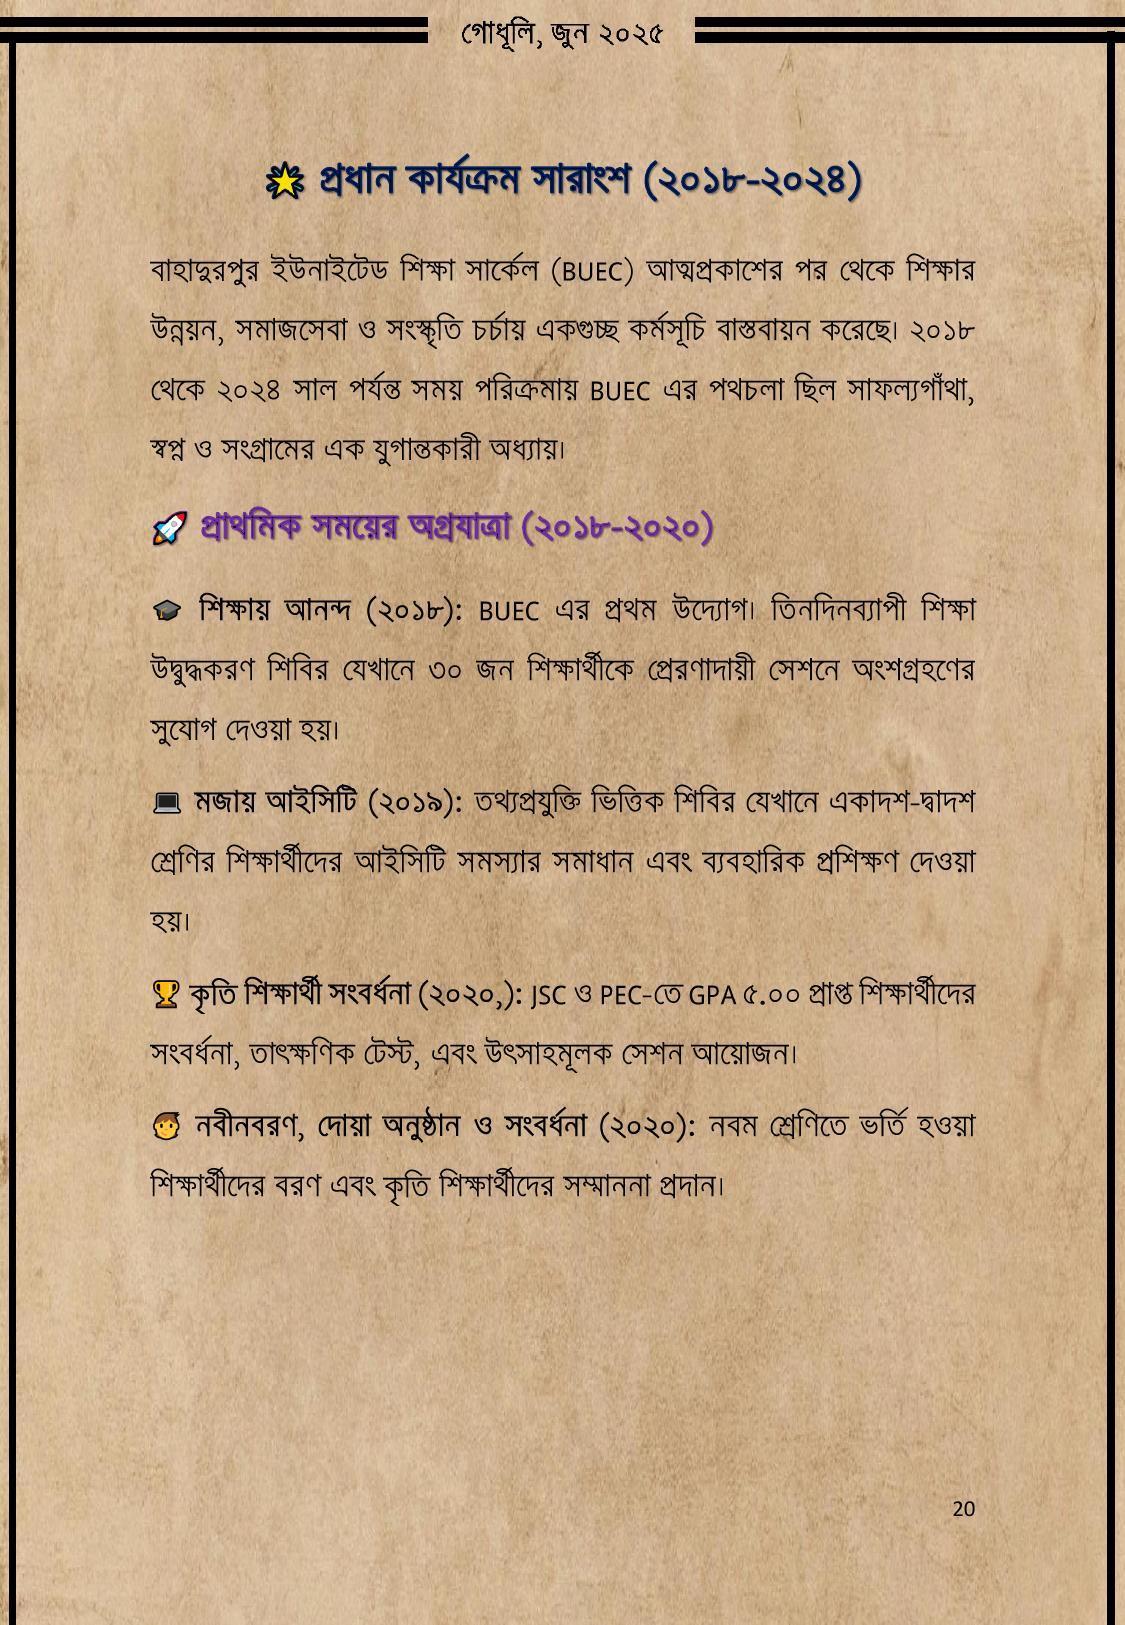 গোধূলি, জুন ২০২৫
🌟 প্রধান কার্যক্রম সারাংশ (২০১৮-২০২৪)
বাহাদুরপুর ইউনাইটেড শিক্ষা সার্কেল (BUEC) আত্মপ্রকাশের পর থেকে শিক্ষার
উন্নয়ন, সমাজসেবা ও সংস্কৃতি চর্চায় একগুচ্ছ কর্মসূচি বাস্তবায়ন করেছে। ২০১৮
থেকে ২০২৪ সাল পর্যন্ত সময় পরিক্রমায় BUEC এর পথচলা ছিল সাফল্যগাঁথা,
স্বপ্ন ও সংগ্রামের এক যুগান্তকারী অধ্যায়।
🚀 প্রাথমিক সময়ের অগ্রযাত্রা (২০১৮-২০২০)
🎓 শিক্ষায় আনন্দ (২০১৮): BUEC এর প্রথম উদ্যোগ। তিনদিনব্যাপী শিক্ষা
উদ্বুদ্ধকরণ শিবির যেখানে ৩০ জন শিক্ষার্থীকে প্রেরণাদায়ী সেশনে অংশগ্রহণের
সুযোগ দেওয়া হয়।
💻 মজায় আইসিটি (২০১৯): তথ্যপ্রযুক্তি ভিত্তিক শিবির যেখানে একাদশ-দ্বাদশ
শ্রেণির শিক্ষার্থীদের আইসিটি সমস্যার সমাধান এবং ব্যবহারিক প্রশিক্ষণ দেওয়া
হয়।
🏆 কৃতি শিক্ষার্থী সংবর্ধনা (২০২০,): JSC ও PEC-তে GPA ৫.০০ প্রাপ্ত শিক্ষার্থীদের
সংবর্ধনা, তাৎক্ষণিক টেস্ট, এবং উৎসাহমূলক সেশন আয়োজন।
🧒 নবীনবরণ, দোয়া অনুষ্ঠান ও সংবর্ধনা (২০২০): নবম শ্রেণিতে ভর্তি হওয়া
শিক্ষার্থীদের বরণ এবং কৃতি শিক্ষার্থীদের সম্মাননা প্রদান।
20